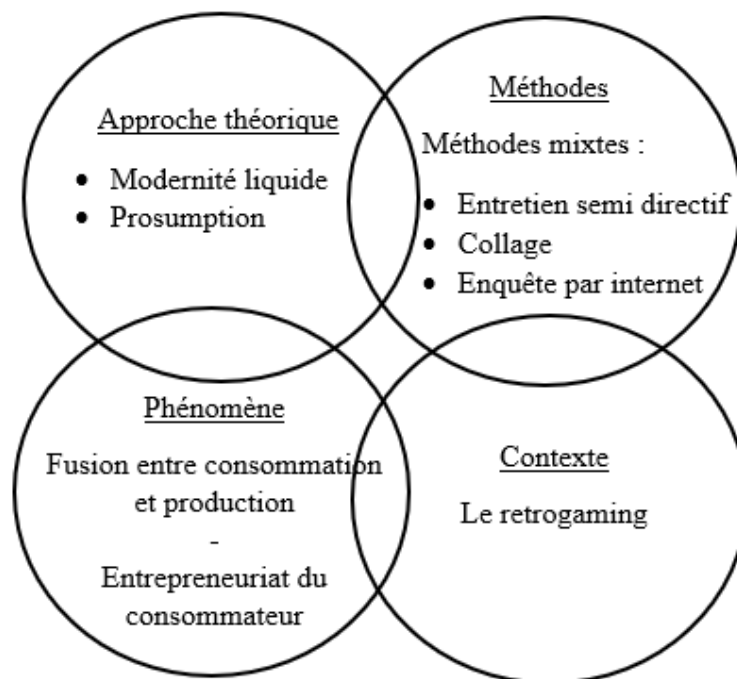 Approche théorique
• Modernité liquide
• Prosumption
Méthodes
Méthodes mixtes :
• Entretien semi directif
• Collage
• Enquête par internet
Phénomène
Fusion entre consommation
et production
-
Entrepreneuriat du
consommateur
Contexte
Le retrogaming